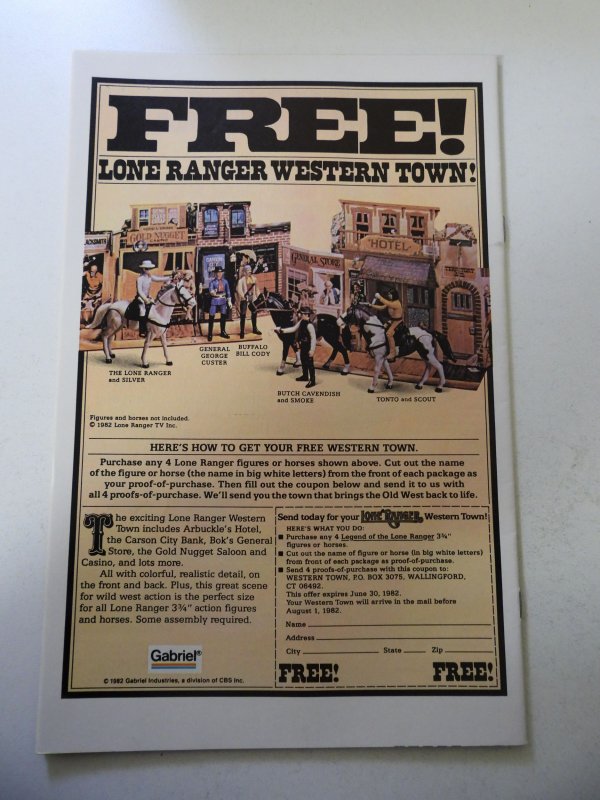 FREE!
LONE RANGER WESTERN TOWN!
GOLD NUGGET
GENERAL STORE
HOTEL
THE LONE RANGER
and SILVER
GENERAL
GEORGE
CUSTER
BUFFALO
BILL CODY
BUTCH CAVENDISH
and SMOKE
TONTO and SCOUT
Figures and horses not included.
© 1982 Lone Ranger TV Inc.
HERE'S HOW TO GET YOUR FREE WESTERN TOWN.
Purchase any 4 Lone Ranger figures or horses shown above. Cut out the name
of the figure or horse (the name in big white letters) from the front of each package as
your proof-of-purchase. Then fill out the coupon below and send it to us with
all 4 proofs-of-purchase. We'll send you the town that brings the Old West back to life.
The exciting Lone Ranger Western
Town includes Arbuckle's Hotel,
the Carson City Bank, Bok's General
Store, the Gold Nugget Saloon and
Casino, and lots more.
All with colorful, realistic detail, on
the front and back. Plus, this great scene
for wild west action is the perfect size
for all Lone Ranger 3¾" action figures
and horses. Some assembly required.
Gabriel®
© 1982 Gabriel Industries, a division of CBS Inc.
Send today for your LONE RANGER Western Town!
HERE'S WHAT YOU DO:
■ Purchase any 4 Legend of the Lone Ranger 3¾"
figures or horses.
■ Cut out the name of figure or horse (in big white letters)
from front of each package as proof-of-purchase.
■ Send 4 proofs-of-purchase with this coupon to:
WESTERN TOWN, P.O. BOX 3075, WALLINGFORD,
CT 06492.
This offer expires June 30, 1982.
Your Western Town will arrive in the mail before
August 1, 1982.
Name
Address
City State Zip
FREE! FREE!